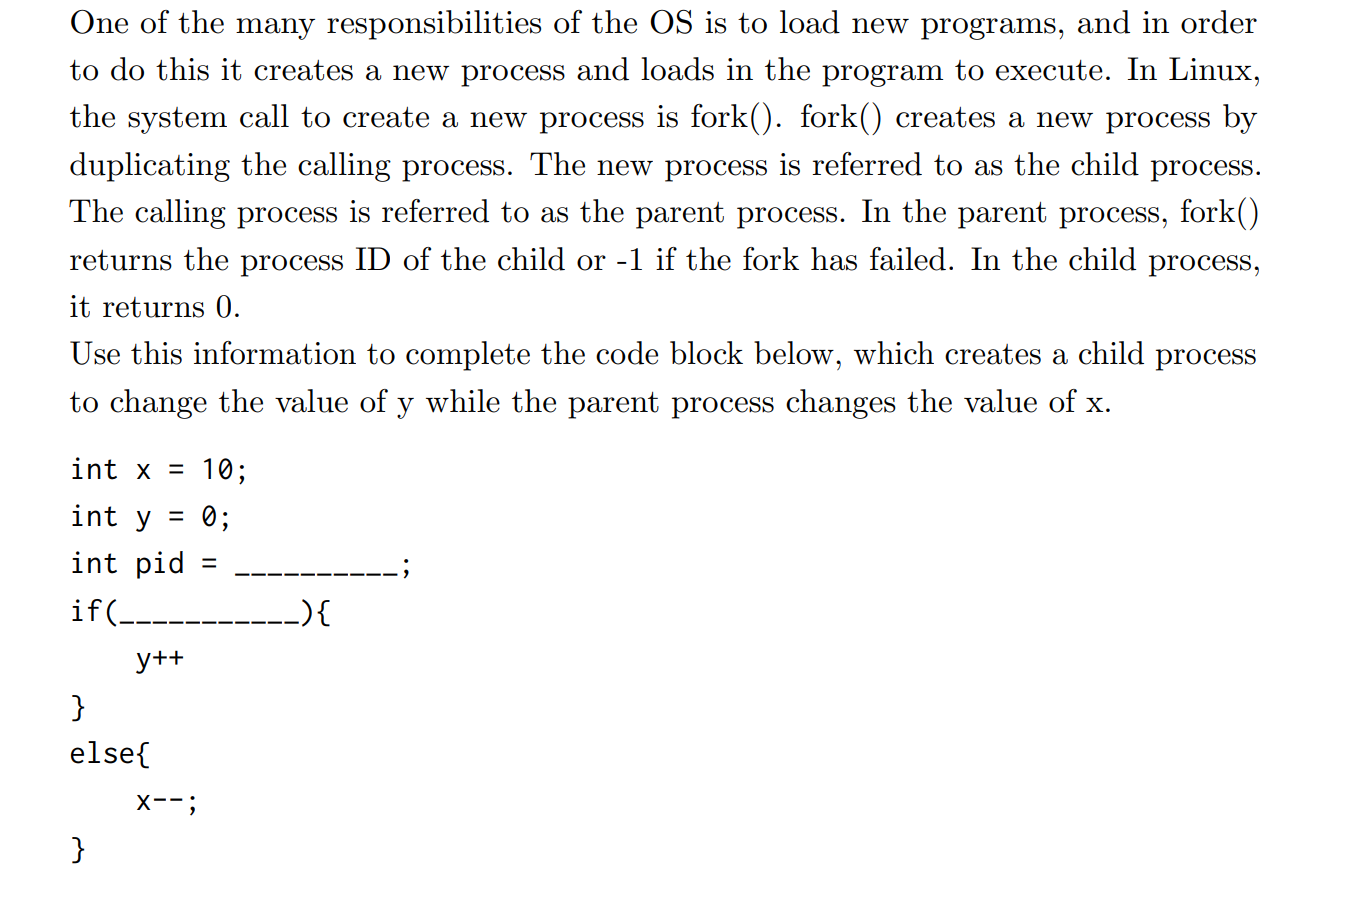 One of the many responsibilities of the OS is to load new programs, and in order
to do this it creates a new process and loads in the program to execute. In Linux,
the system call to create a new process is fork(). fork() creates a new process by
duplicating the calling process. The new process is referred to as the child process.
The calling process is referred to as the parent process. In the parent process, fork()
returns the process ID of the child or -1 if the fork has failed. In the child process,
it returns 0.
Use this information to complete the code block below, which creates a child process
to change the value of y while the parent process changes the value of x.
int x = 10;
int y = 0;
int pid = __________;
if(___________){
    y++
}
else{
    x--;
}